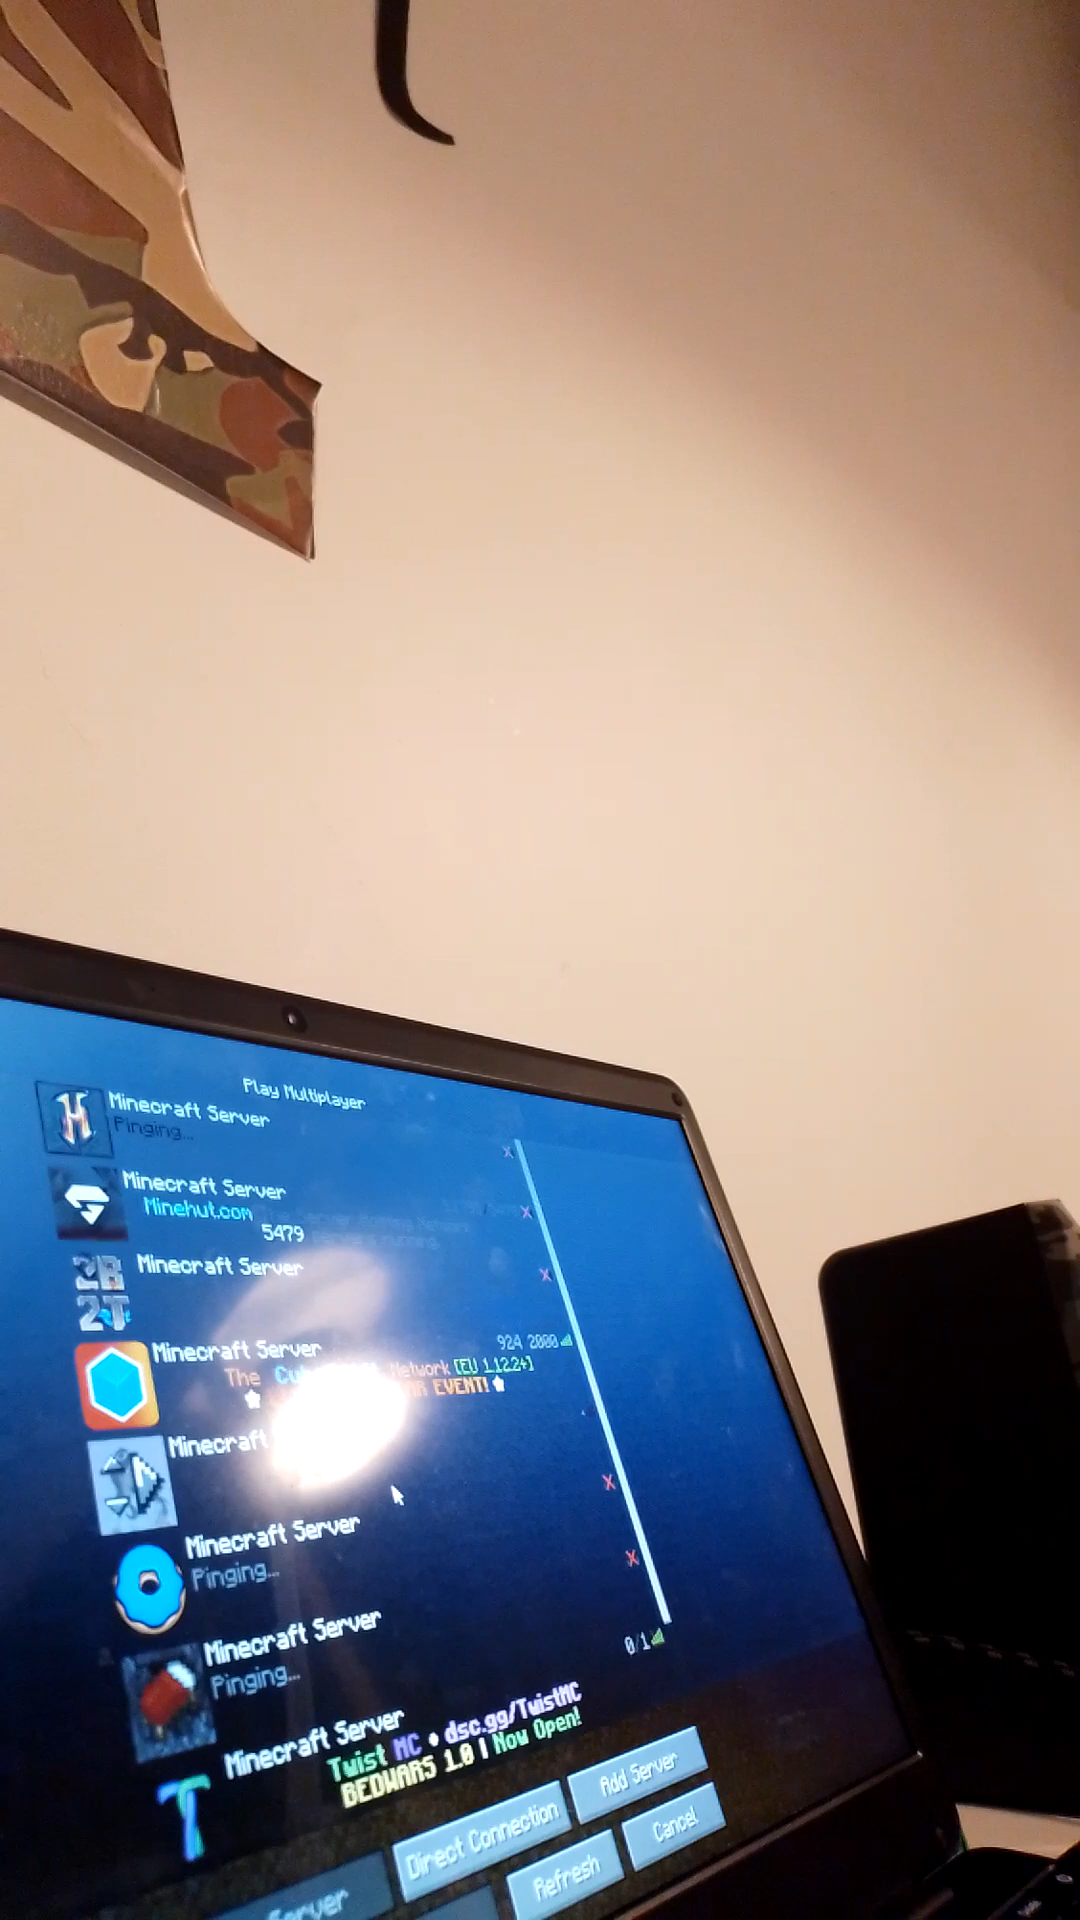 Play Multiplayer
Minecraft Server
Pinging...
Minecraft Server
Minehut.com
5479
2B
2T
Minecraft Server
Minecraft Server
924 2000
The Network [EU 1.12.2+]
EVENT!
Minecraft
Minecraft Server
Pinging...
Minecraft Server
Pinging...
0/1
Minecraft Server
Twist MC • dsc.gg/TwistMC
BEDWARS 1.0 | Now Open!
Server
Direct Connection
Add Server
Refresh
Cancel